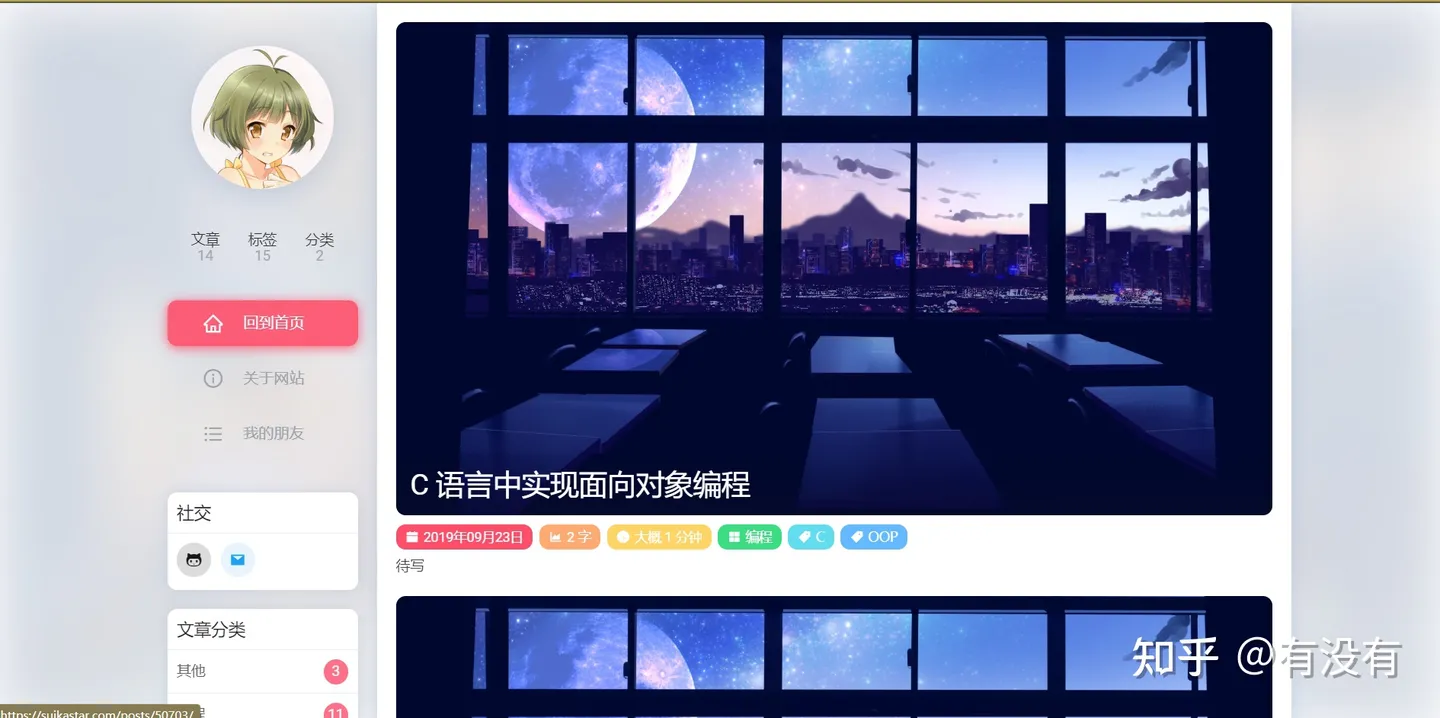 文章 标签 分类
14 15 2
回到首页
关于网站
我的朋友
社交
文章分类
其他 3
11
C 语言中实现面向对象编程
2019年09月23日 2 字 大概 1 分钟 编程 C OOP
待写
知乎 @有没有
https://suikastar.com/posts/50703/